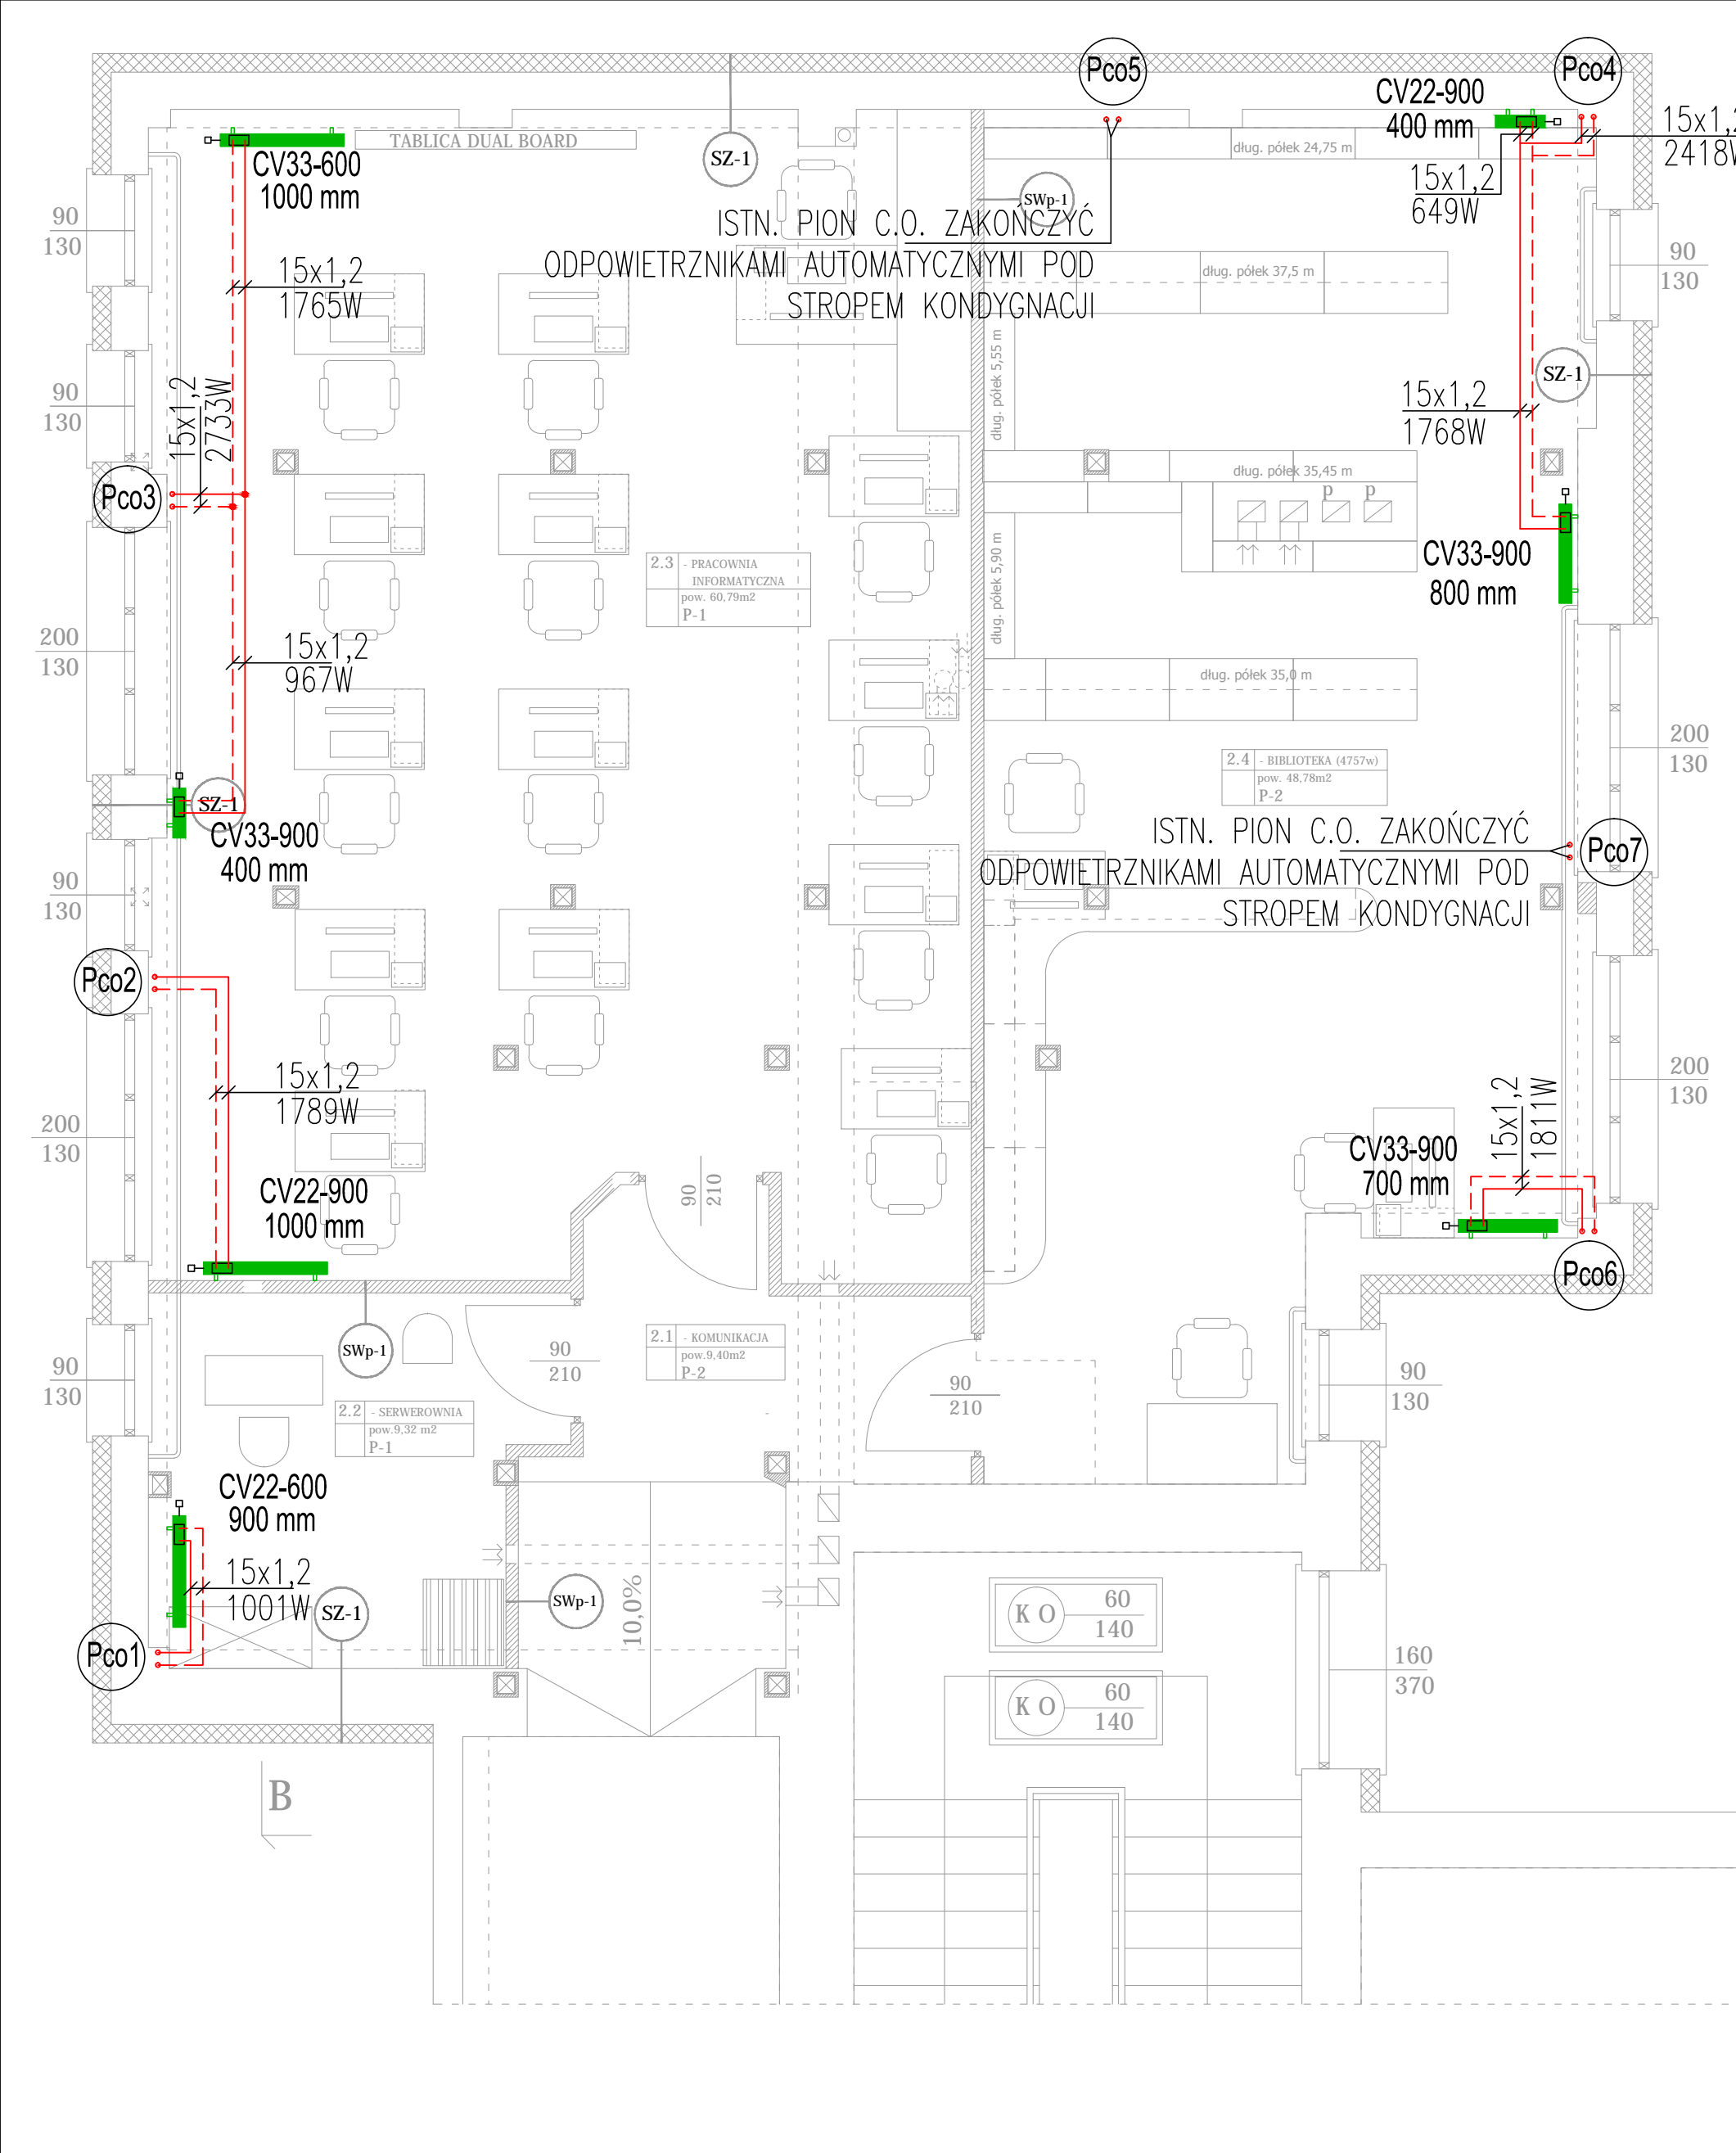 Pco5
Pco4
CV22-900
400 mm
15x1,2
2418W
TABLICA DUAL BOARD
CV33-600
1000 mm
SZ-1
dług. półek 24,75 m
15x1,2
649W
SWp-1
90
130
ISTN. PION C.O. ZAKOŃCZYĆ
ODPOWIETRZNIKAMI AUTOMATYCZNYMI POD
STROPEM KONDYGNACJI
dług. półek 37,5 m
90
130
15x1,2
1765W
dług. półek 5,55 m
SZ-1
90
130
15x1,2
2733W
15x1,2
1768W
Pco3
dług. półek 35,45 m
p p
CV33-900
800 mm
2.3 - PRACOWNIA
INFORMATYCZNA
pow. 60,79m2
P-1
dług. półek 5,90 m
200
130
15x1,2
967W
dług. półek 35,0 m
200
130
2.4 - BIBLIOTEKA (4757w)
pow. 48,78m2
P-2
SZ-1
CV33-900
400 mm
ISTN. PION C.O. ZAKOŃCZYĆ
ODPOWIETRZNIKAMI AUTOMATYCZNYMI POD
STROPEM KONDYGNACJI
Pco7
90
130
Pco2
15x1,2
1789W
200
130
15x1,2
1811W
200
130
CV33-900
700 mm
CV22-900
1000 mm
90
210
Pco6
SWp-1
90
210
2.1 - KOMUNIKACJA
pow.9,40m2
P-2
90
130
90
210
90
130
2.2 - SERWEROWNIA
pow.9,32 m2
P-1
CV22-600
900 mm
15x1,2
1001W
SZ-1
SWp-1
10,0%
K O
60
140
Pco1
160
370
K O
60
140
B